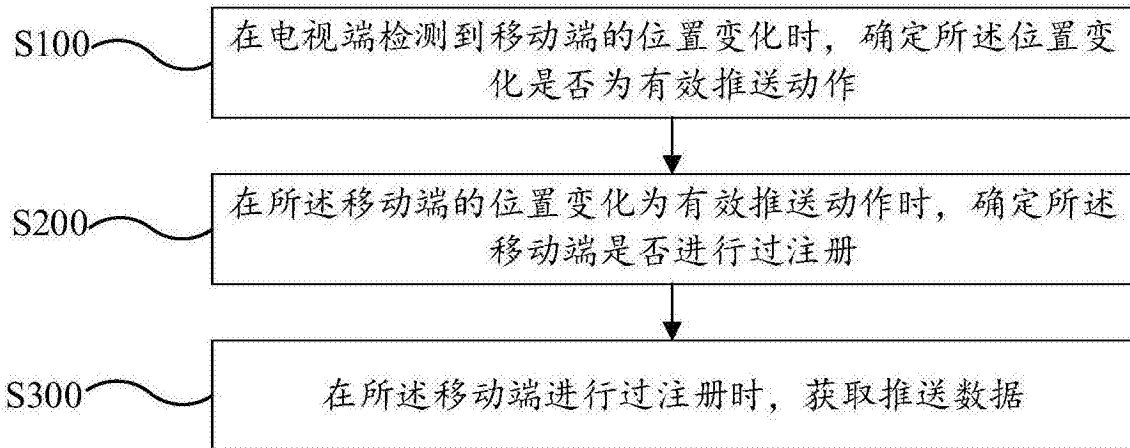 S100
在电视端检测到移动端的位置变化时，确定所述位置变
化是否为有效推送动作
S200
在所述移动端的位置变化为有效推送动作时，确定所述
移动端是否进行过注册
S300
在所述移动端进行过注册时，获取推送数据